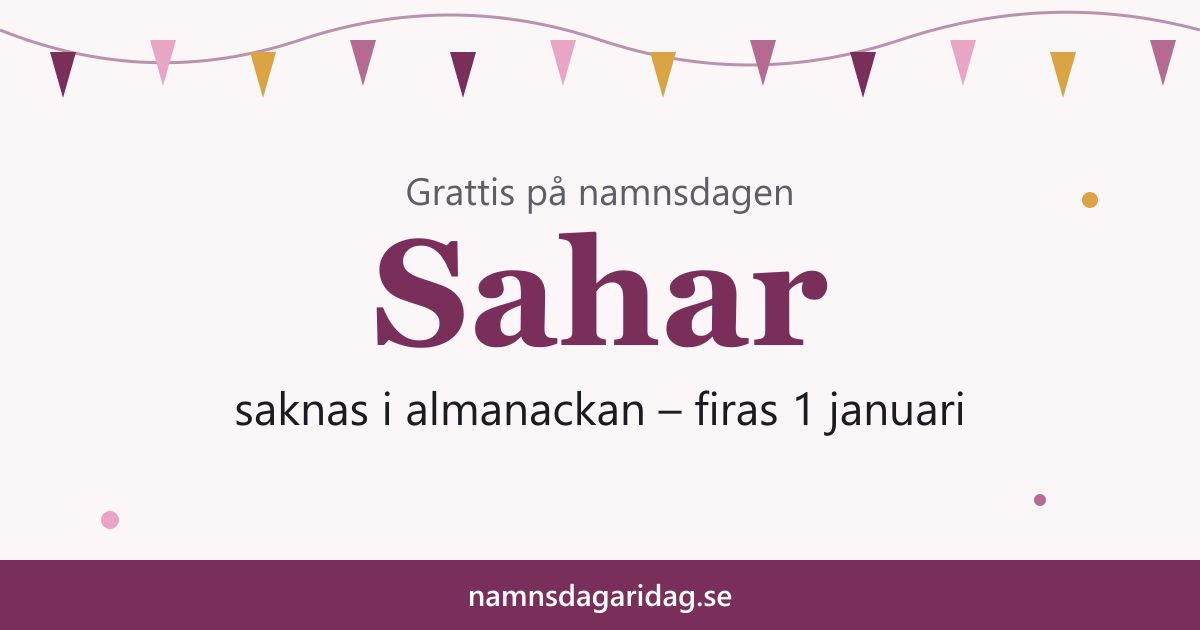 Grattis på namnsdagen
Sahar
saknas i almanackan – firas 1 januari
namnsdagaridag.se